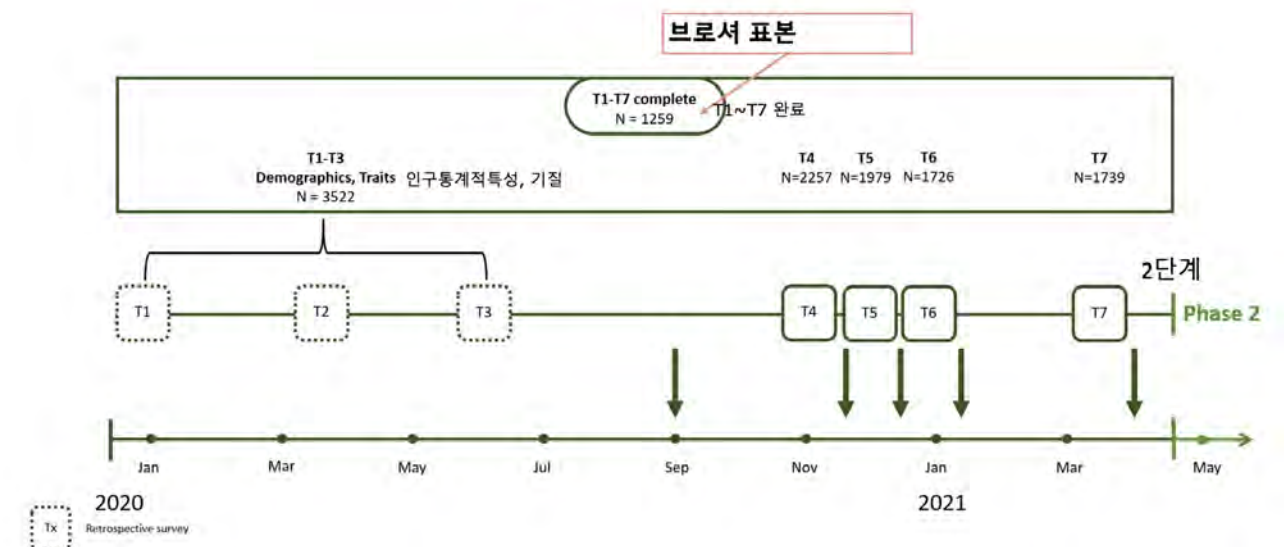 브로셔 표본
T1-T7 complete
N = 1259
T1~T7 완료
T1-T3
Demographics, Traits 인구통계적특성, 기질
N = 3522
T4
N=2257
T5
N=1979
T6
N=1726
T7
N=1739
2단계
T1
T2
T3
T4
T5
T6
T7
Phase 2
Jan
Mar
May
Jul
Sep
Nov
Jan
Mar
May
2020
2021
Tx
Retrospective survey